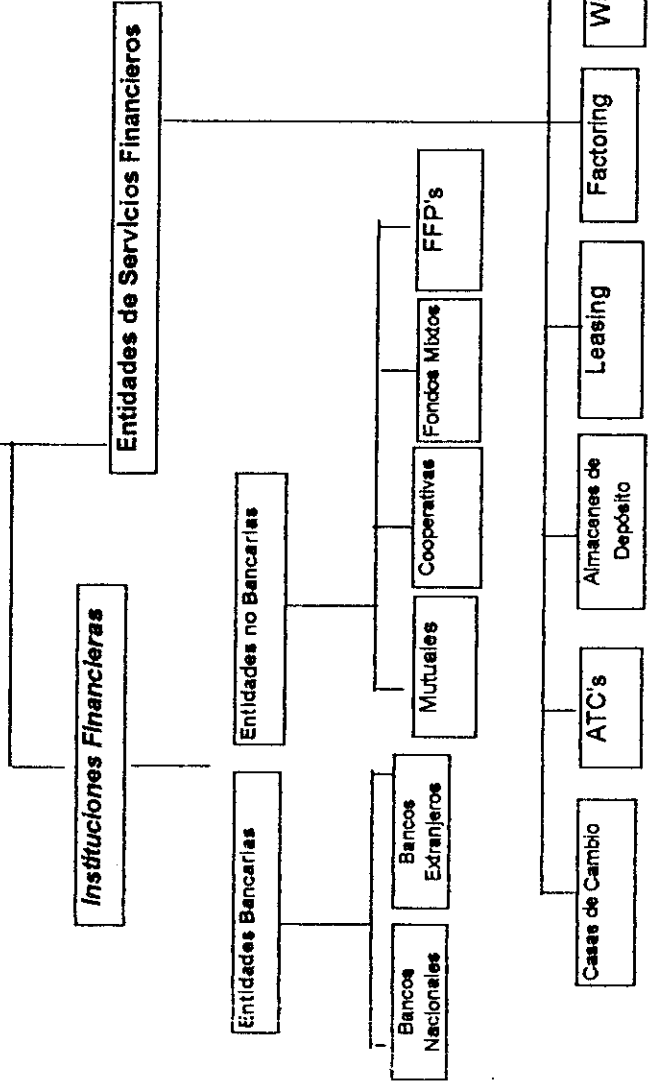 Entidades de Servicios Financieros
Instituciones Financieras
Entidades Bancarias
Entidades no Bancarias
Bancos
Nacionales
Bancos
Extranjeros
Mutuales
Cooperativas
Fondos Mixtos
FFP's
Casas de Cambio
ATC's
Almacenes de
Depósito
Leasing
Factoring